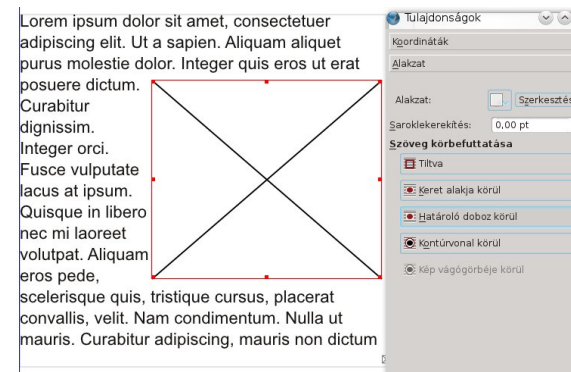 Lorem ipsum dolor sit amet, consectetuer
adipiscing elit. Ut a sapien. Aliquam aliquet
purus molestie dolor. Integer quis eros ut erat
posuere dictum.
Curabitur
dignissim.
Integer orci.
Fusce vulputate
lacus at ipsum.
Quisque in libero
nec mi laoreet
volutpat. Aliquam
eros pede,
scelerisque quis, tristique cursus, placerat
convallis, velit. Nam condimentum. Nulla ut
mauris. Curabitur adipiscing, mauris non dictum
Tulajdonságok
Koordináták
Alakzat
Alakzat: Szerkesztés
Saroklekerekítés: 0,00 pt
Szöveg körbefuttatása
Tiltva
Keret alakja körül
Határoló doboz körül
Kontúrvonal körül
Kép vágógörbéje körül